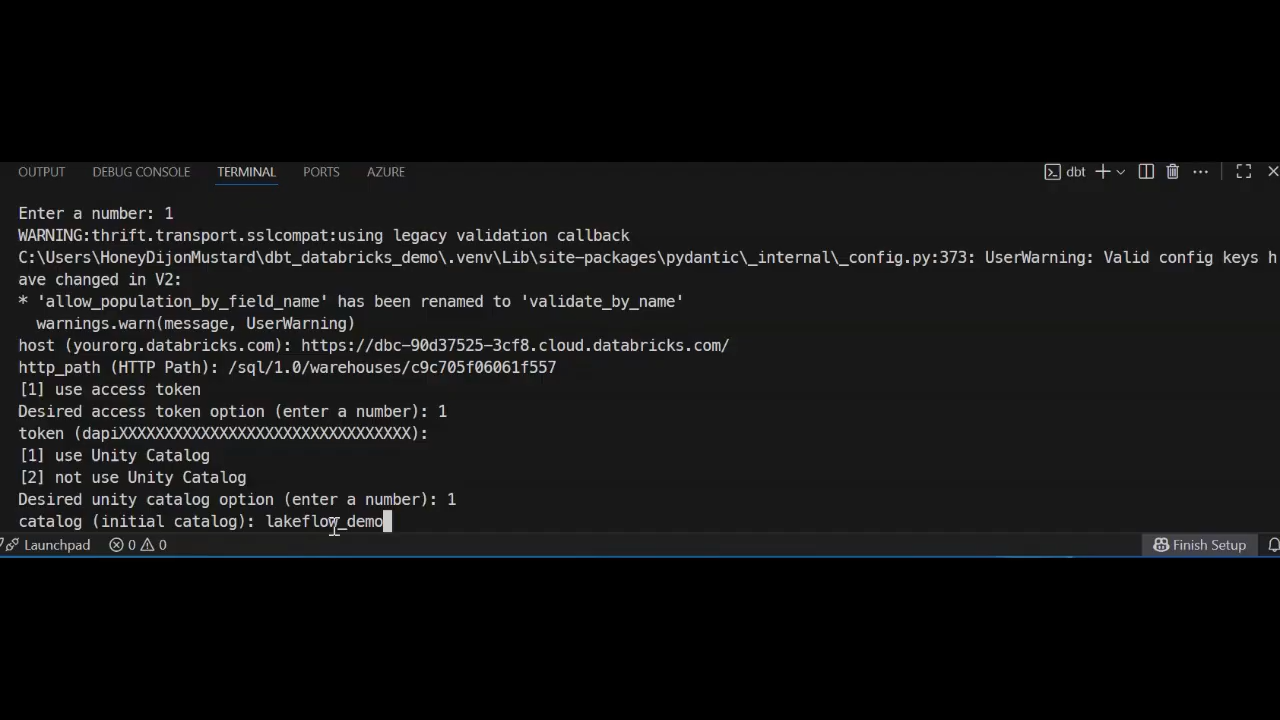 OUTPUT DEBUG CONSOLE TERMINAL PORTS AZURE dbt
Enter a number: 1
WARNING:thrift.transport.sslcompat:using legacy validation callback
C:\Users\HoneyDijonMustard\dbt_databricks_demo\.venv\Lib\site-packages\pydantic\_internal\_config.py:373: UserWarning: Valid config keys h
ave changed in V2:
* 'allow_population_by_field_name' has been renamed to 'validate_by_name'
warnings.warn(message, UserWarning)
host (yourorg.databricks.com): https://dbc-90d37525-3cf8.cloud.databricks.com/
http_path (HTTP Path): /sql/1.0/warehouses/c9c705f06061f557
[1] use access token
Desired access token option (enter a number): 1
token (dapiXXXXXXXXXXXXXXXXXXXXXXXXXXXXXXXX):
[1] use Unity Catalog
[2] not use Unity Catalog
Desired unity catalog option (enter a number): 1
catalog (initial catalog): lakeflow_demo
Launchpad 0 0 Finish Setup